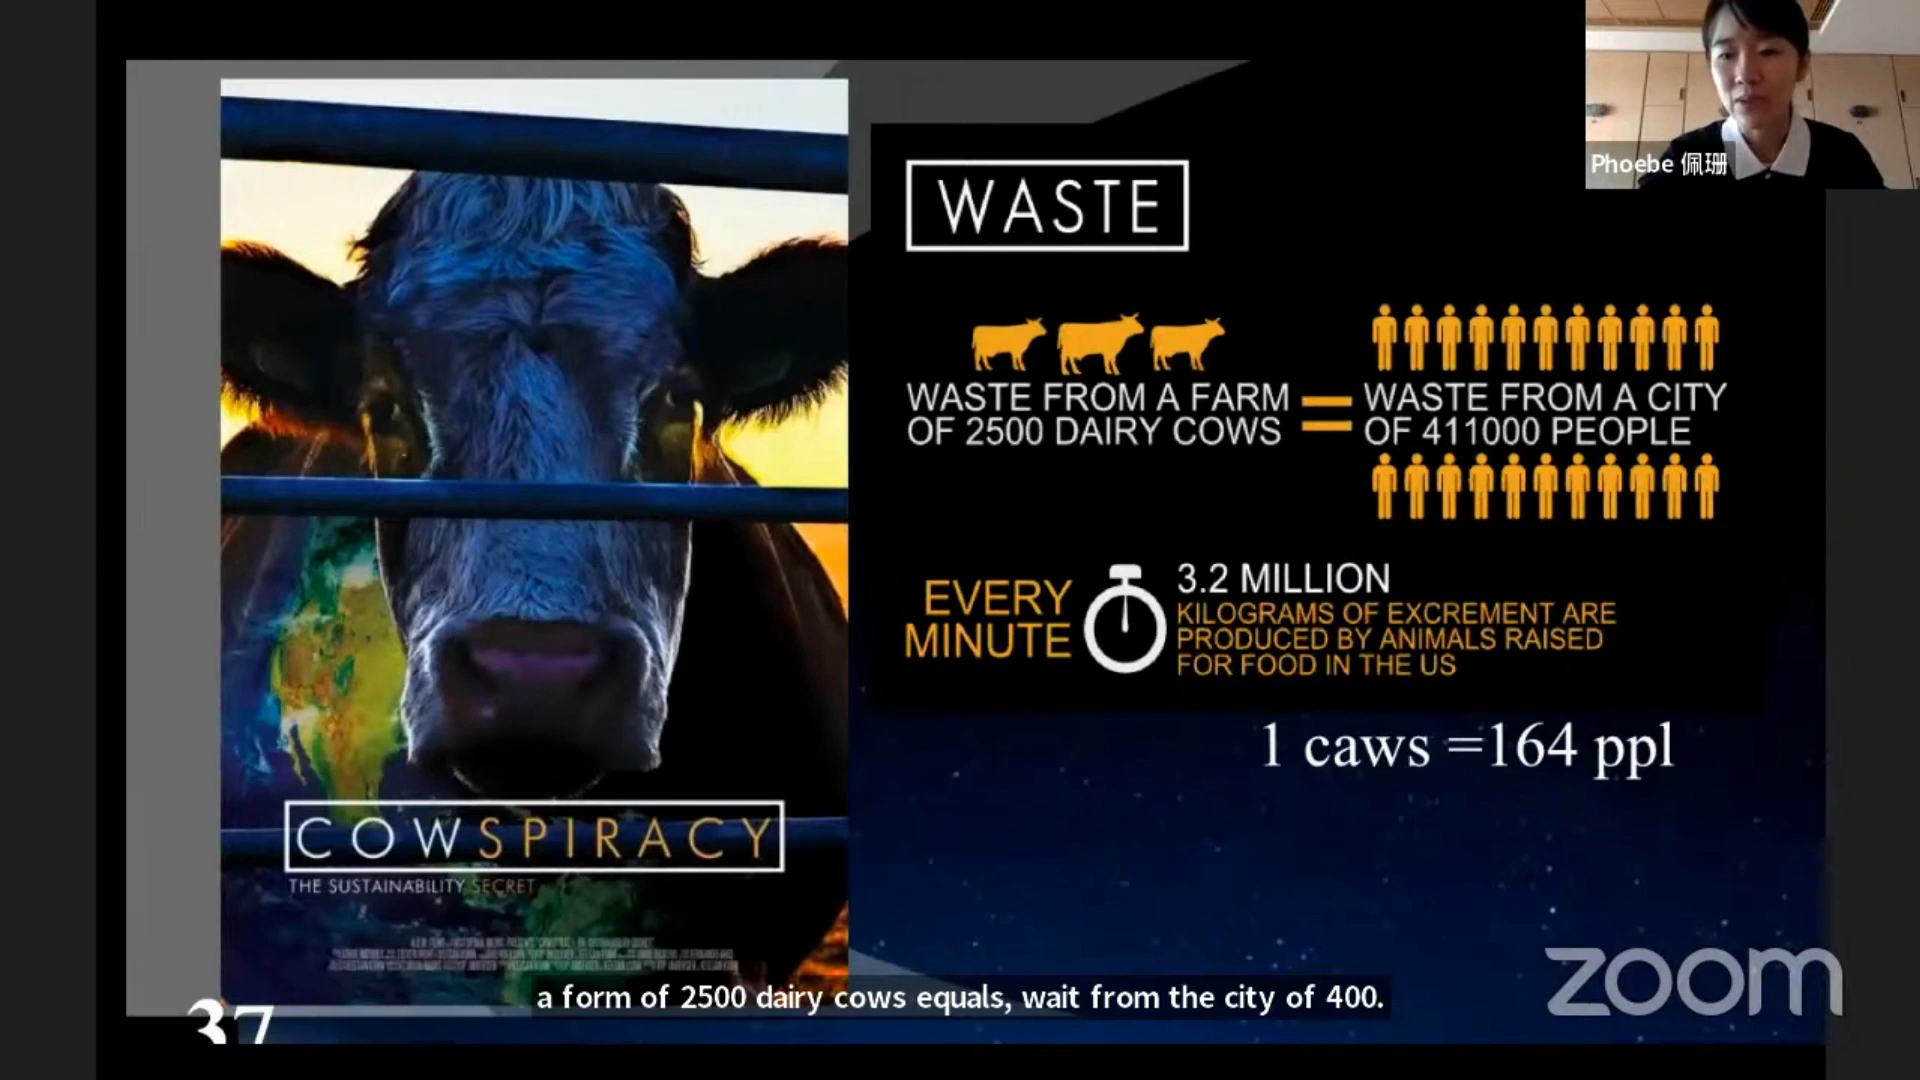 Phoebe 佩珊
WASTE
WASTE FROM A FARM
OF 2500 DAIRY COWS
=
WASTE FROM A CITY
OF 411000 PEOPLE
EVERY
MINUTE
3.2 MILLION
KILOGRAMS OF EXCREMENT ARE
PRODUCED BY ANIMALS RAISED
FOR FOOD IN THE US
1 caws =164 ppl
COWSPIRACY
THE SUSTAINABILITY SECRET
37
a form of 2500 dairy cows equals, wait from the city of 400.
zoom